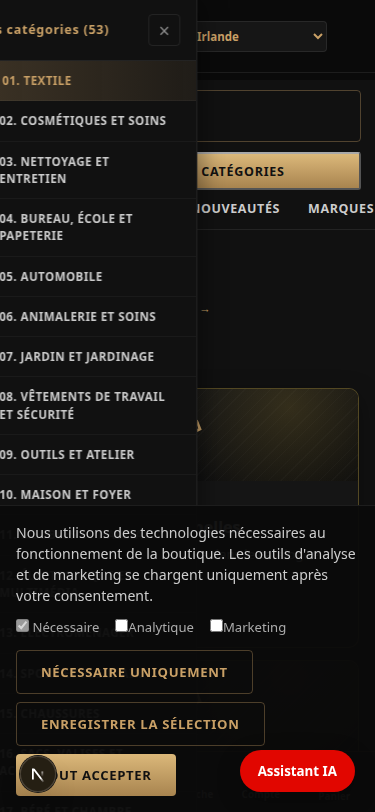 catégories (53)
×
Irlande
01. TEXTILE
02. COSMÉTIQUES ET SOINS
03. NETTOYAGE ET
ENTRETIEN
CATÉGORIES
04. BUREAU, ÉCOLE ET
PAPETERIE
MARQUES
05. AUTOMOBILE
06. ANIMALERIE ET SOINS
→
07. JARDIN ET JARDINAGE
08. VÊTEMENTS DE TRAVAIL
ET SÉCURITÉ
09. OUTILS ET ATELIER
10. MAISON ET FOYER
Nous utilisons des technologies nécessaires au
fonctionnement de la boutique. Les outils d'analyse
et de marketing se chargent uniquement après
votre consentement.
Nécessaire Analytique Marketing
NÉCESSAIRE UNIQUEMENT
ENREGISTRER LA SÉLECTION
OUT ACCEPTER
N
Assistant IA